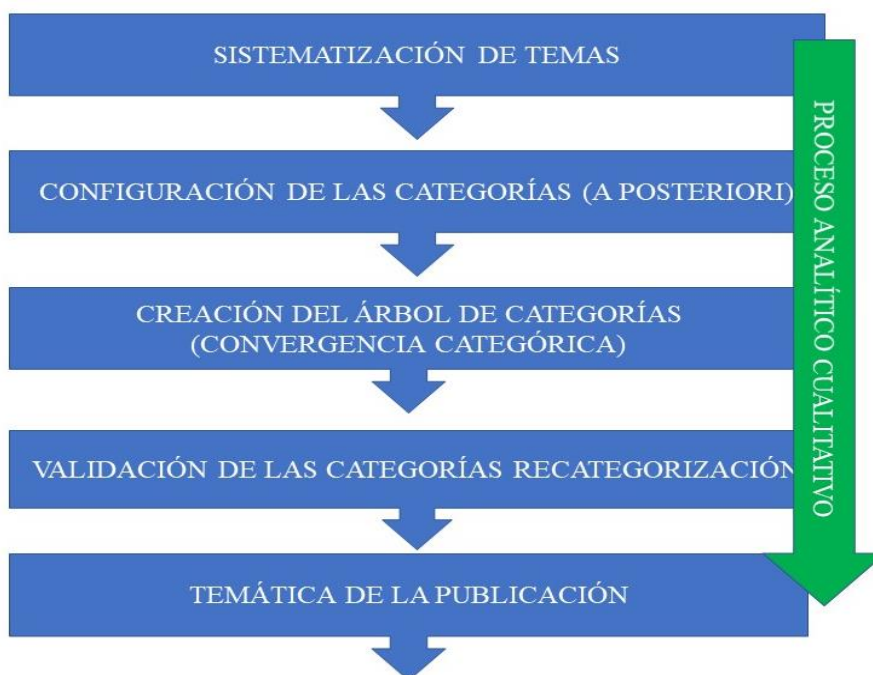 SISTEMATIZACIÓN DE TEMAS
CONFIGURACIÓN DE LAS CATEGORÍAS (A POSTERIORI)
CREACIÓN DEL ÁRBOL DE CATEGORÍAS
(CONVERGENCIA CATEGÓRICA)
VALIDACIÓN DE LAS CATEGORÍAS RECATEGORIZACIÓN
TEMÁTICA DE LA PUBLICACIÓN
PROCESO ANALÍTICO CUALITATIVO